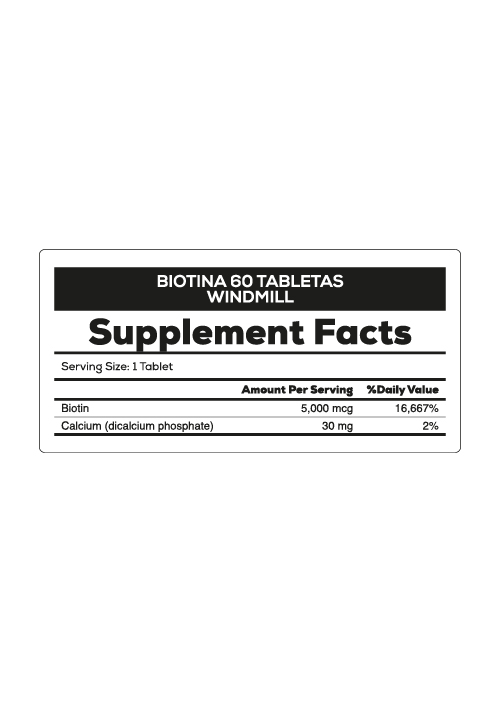 BIOTINA 60 TABLETAS
WINDMILL
Supplement Facts
Serving Size: 1 Tablet
Amount Per Serving %Daily Value
Biotin 5,000 mcg 16,667%
Calcium (dicalcium phosphate) 30 mg 2%